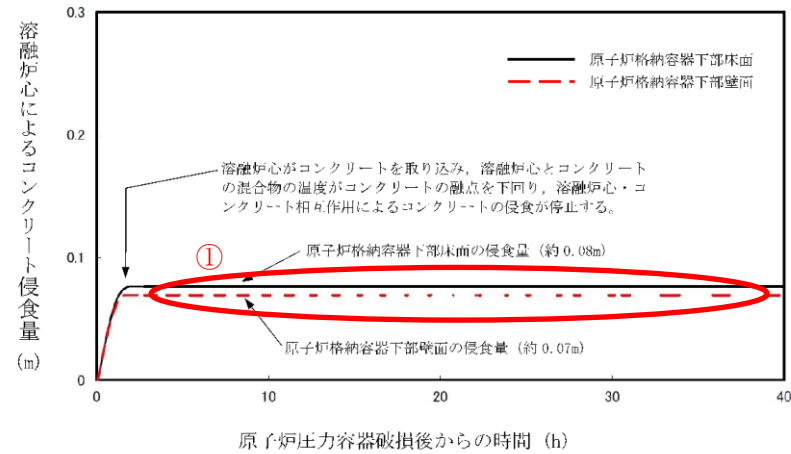 溶融炉心によるコンクリート侵食量
(m)
0.3
0.2
0.1
0
原子炉格納容器下部床面
原子炉格納容器下部壁面
溶融炉心がコンクリートを取り込み，溶融炉心とコンクリート
の混合物の温度がコンクリートの融点を下回り，溶融炉心・コ
ンクリート相互作用によるコンクリートの侵食が停止する。
①
原子炉格納容器下部床面の侵食量（約 0.08m）
原子炉格納容器下部壁面の侵食量（約 0.07m）
0 10 20 30 40
原子炉圧力容器破損後からの時間 (h)